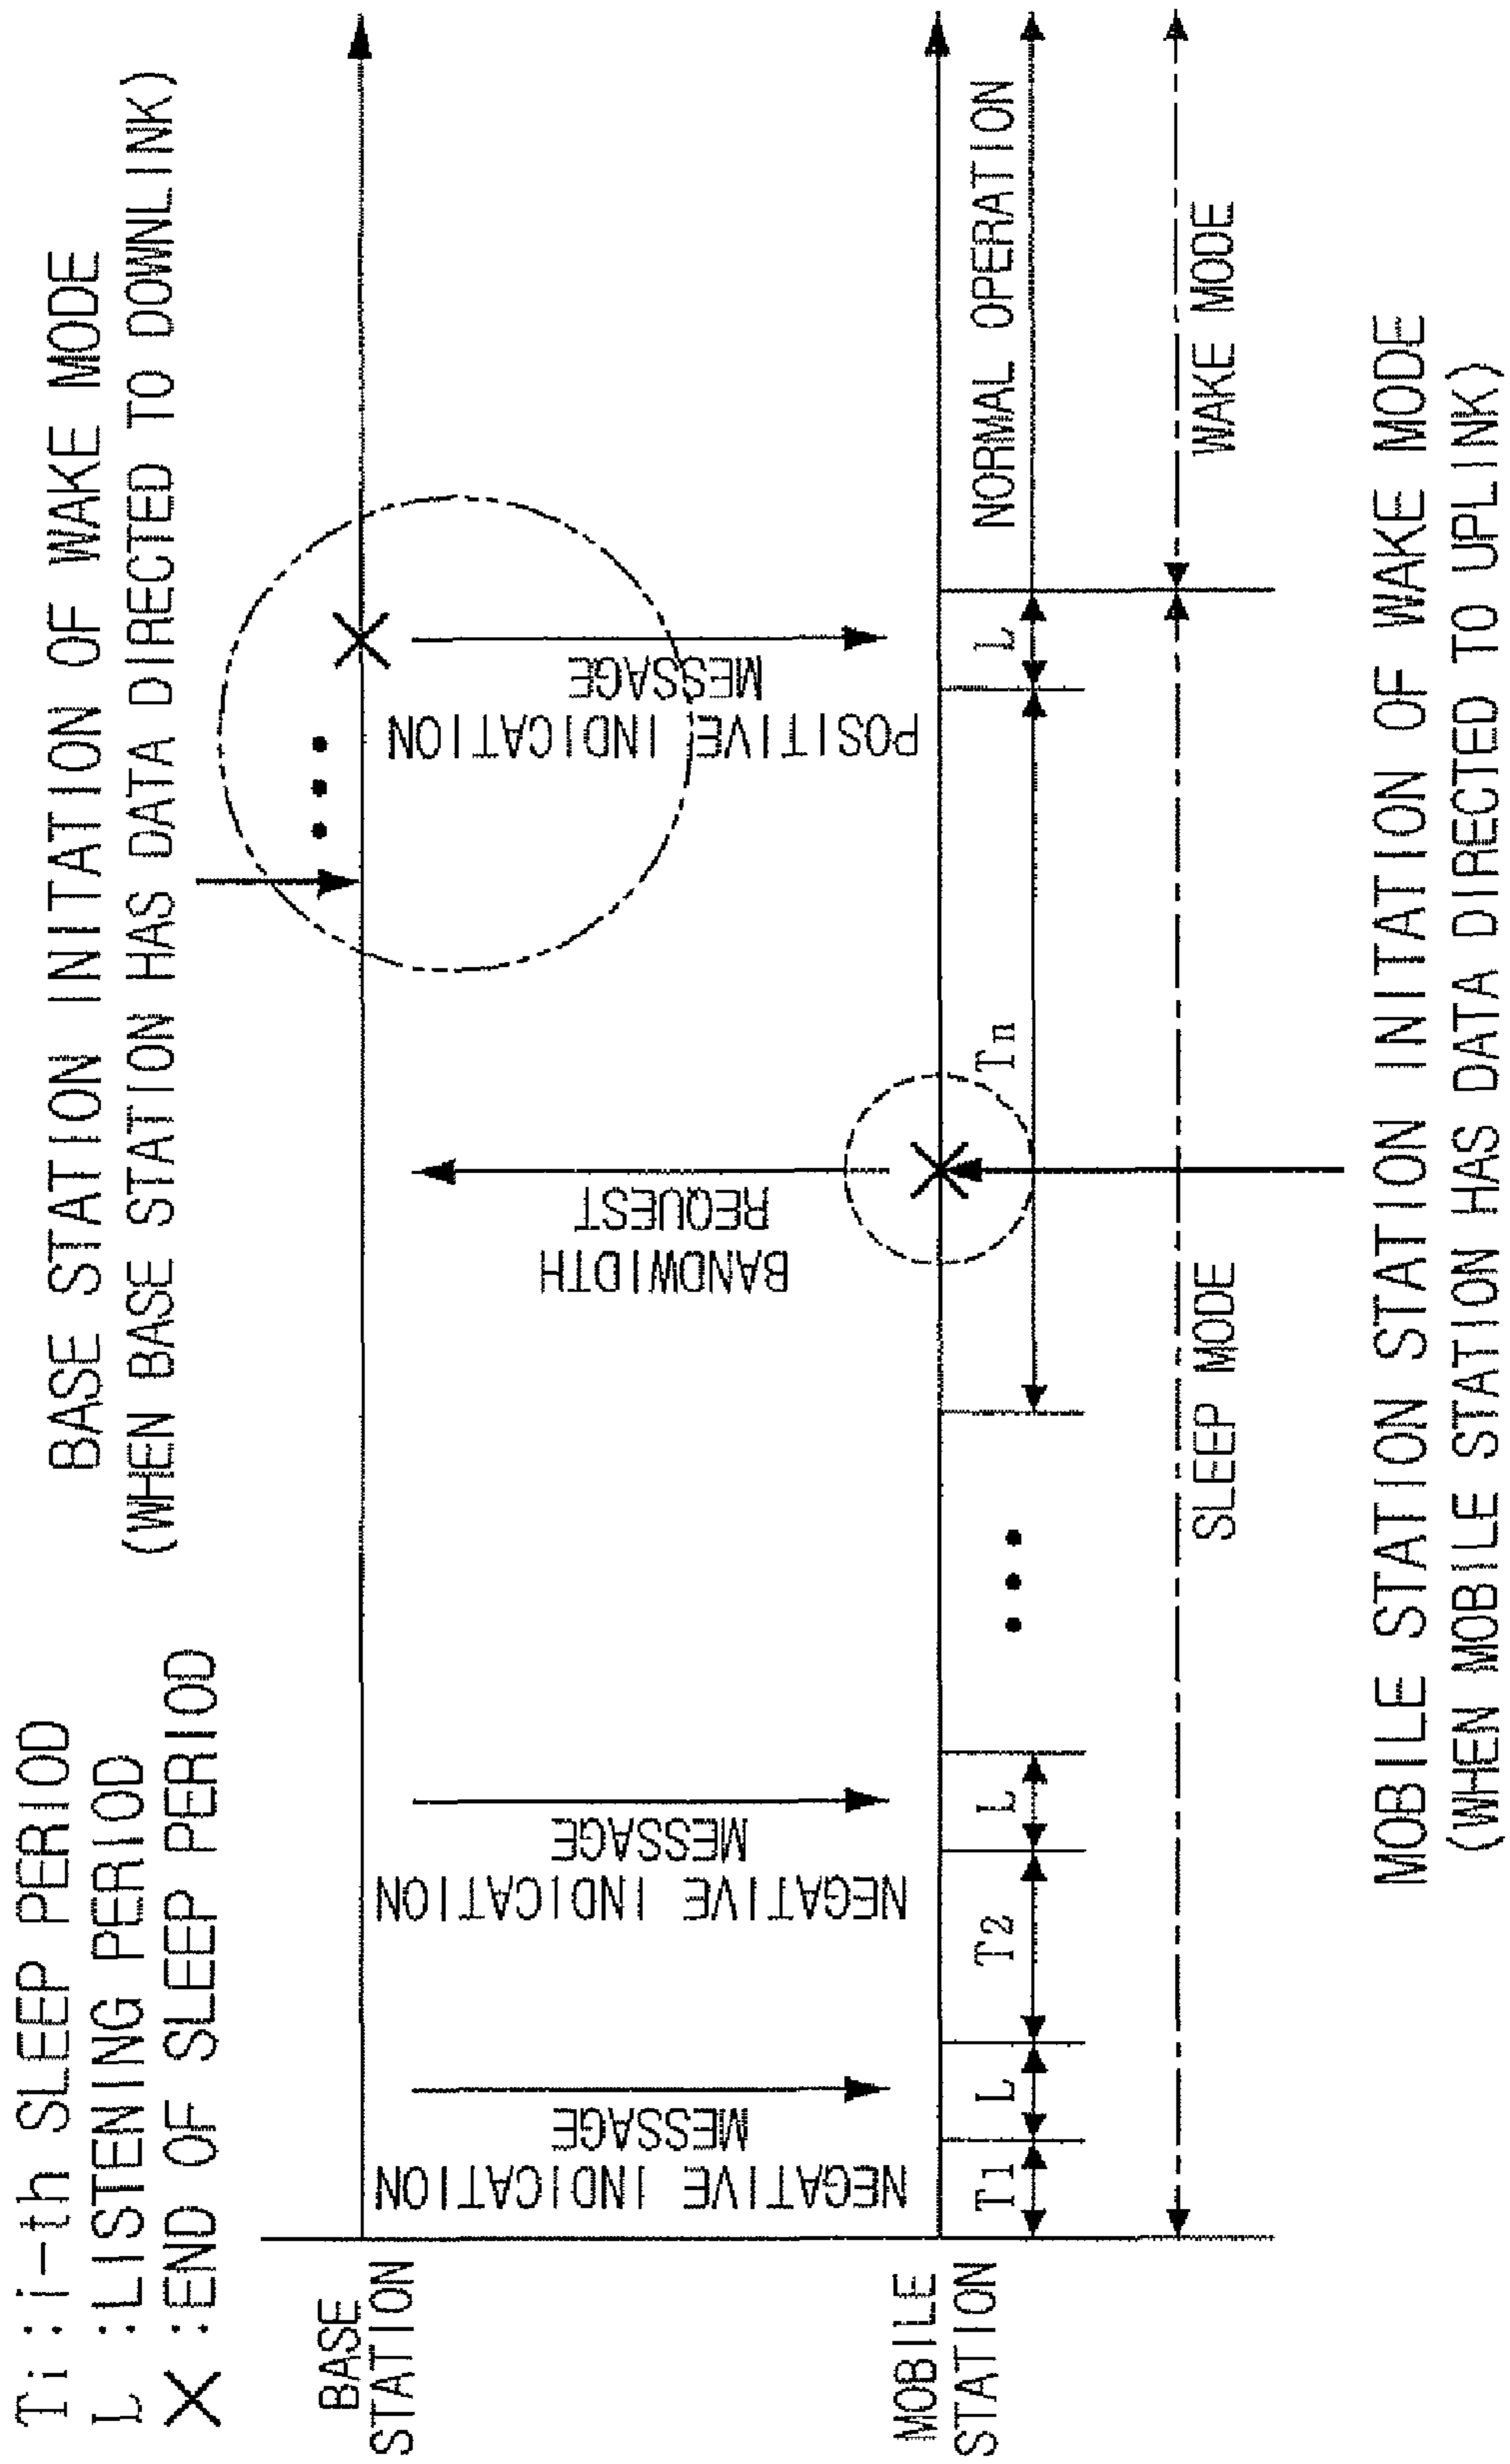 Ti : i-th SLEEP PERIOD
L : LISTENING PERIOD
X : END OF SLEEP PERIOD
BASE STATION INITATION OF WAKE MODE
(WHEN BASE STATION HAS DATA DIRECTED TO DOWNLINK)
BASE
STATION
NEGATIVE INDICATION
MESSAGE
NEGATIVE INDICATION
MESSAGE
BANDWIDTH
REQUEST
POSITIVE INDICATION
MESSAGE
MOBILE
STATION
T1
L
T2
L
Tn
L
NORMAL OPERATION
SLEEP MODE
WAKE MODE
MOBILE STATION STATION INITATION OF WAKE MODE
(WHEN MOBILE STATION HAS DATA DIRECTED TO UPLINK)